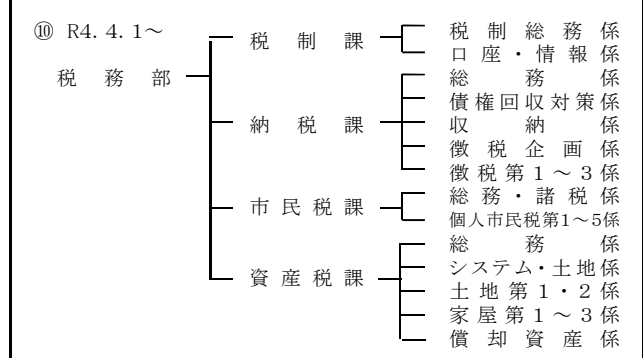 ⑩ R4.4.1～
税務部
税制課
税制総務係
口座・情報係
納税課
総務係
債権回収対策係
収納係
徴税企画係
徴税第1～3係
市民税課
総務・諸税係
個人市民税第1～5係
資産税課
総務係
システム・土地係
土地第1・2係
家屋第1～3係
償却資産係